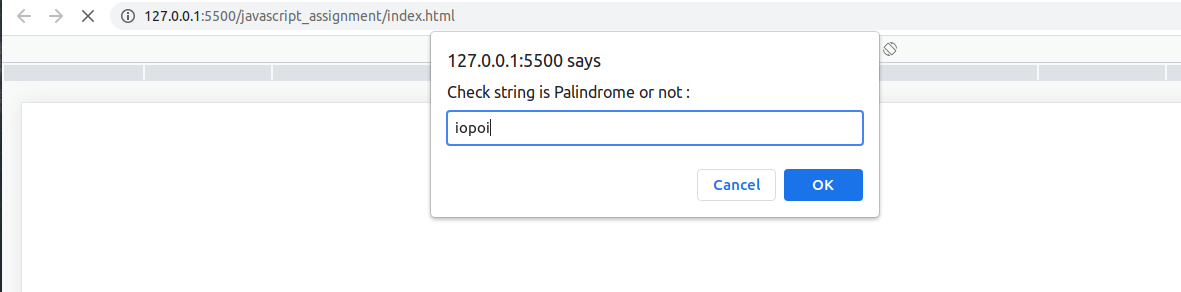 127.0.0.1:5500/javascript_assignment/index.html
127.0.0.1:5500 says
Check string is Palindrome or not :
iopoi
Cancel OK